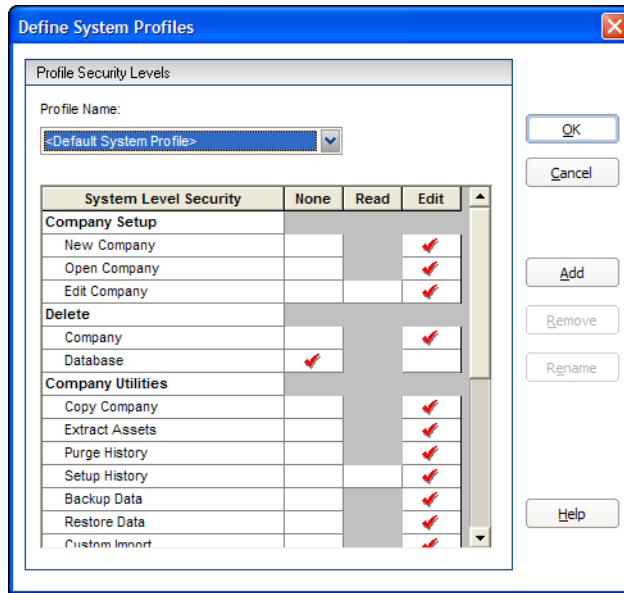 Define System Profiles
Profile Security Levels
Profile Name:
<Default System Profile>
System Level Security None Read Edit
Company Setup
New Company
Open Company
Edit Company
Delete
Company
Database
Company Utilities
Copy Company
Extract Assets
Purge History
Setup History
Backup Data
Restore Data
Custom Import
OK
Cancel
Add
Remove
Rename
Help